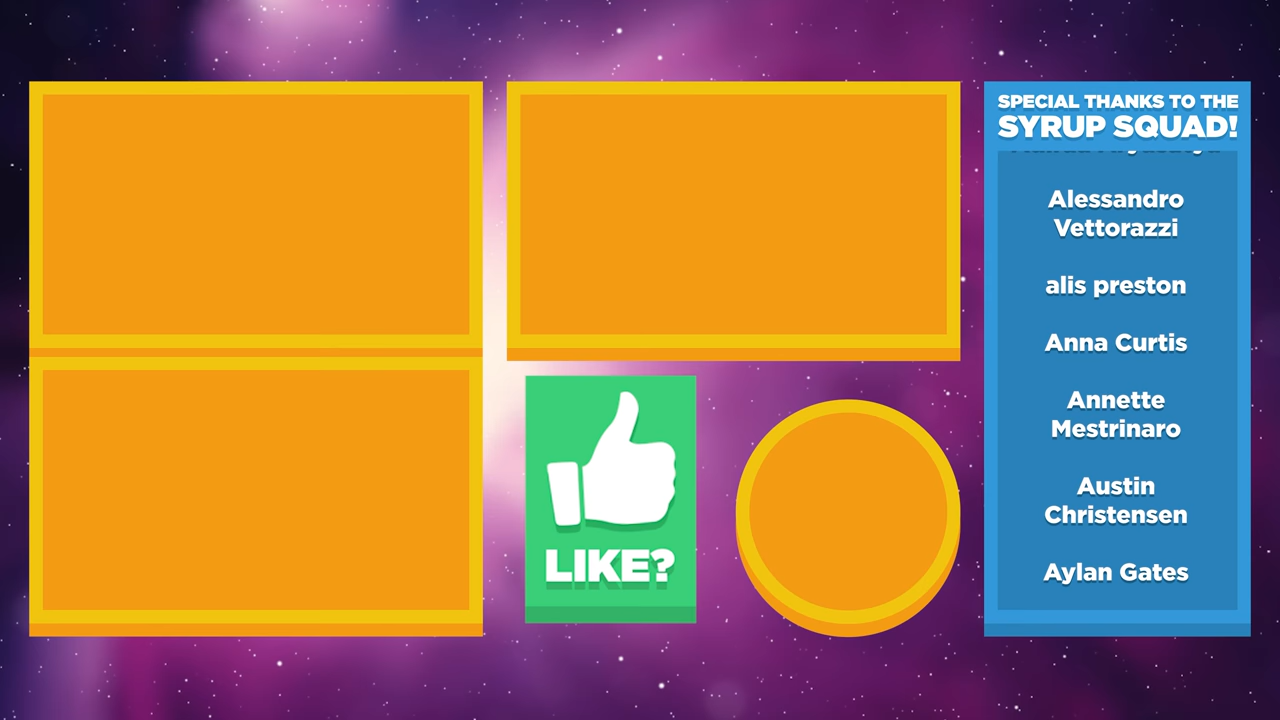 SPECIAL THANKS TO THE
SYRUP SQUAD!
Alessandro
Vettorazzi
alis preston
Anna Curtis
Annette
Mestrinaro
Austin
Christensen
Aylan Gates
LIKE?